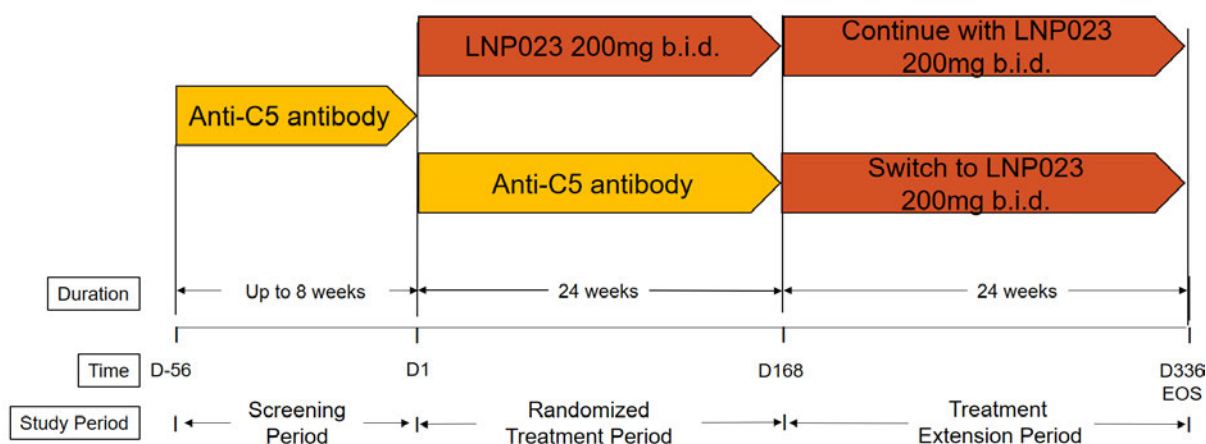 LNP023 200mg b.i.d.
Continue with LNP023
200mg b.i.d.
Anti-C5 antibody
Anti-C5 antibody
Switch to LNP023
200mg b.i.d.
Duration
Up to 8 weeks
24 weeks
24 weeks
Time
D-56
D1
D168
D336
EOS
Study Period
Screening
Period
Randomized
Treatment Period
Treatment
Extension Period